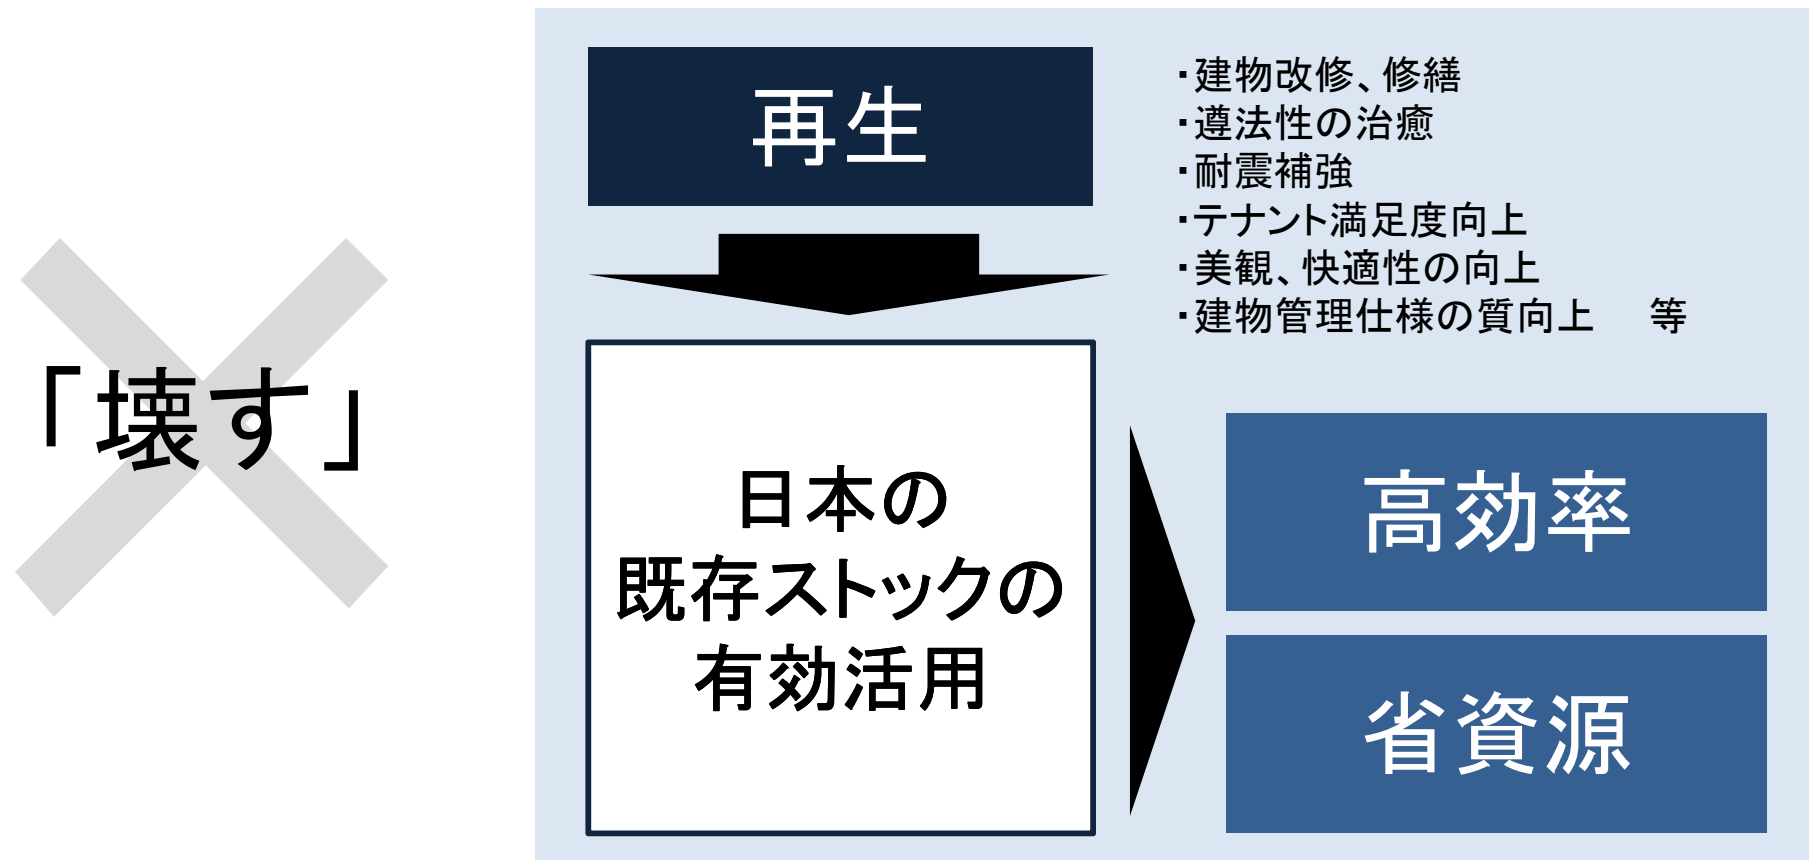 「壊す」
再生
・建物改修、修繕
・遵法性の治癒
・耐震補強
・テナント満足度向上
・美観、快適性の向上
・建物管理仕様の質向上　等
日本の
既存ストックの
有効活用
高効率
省資源